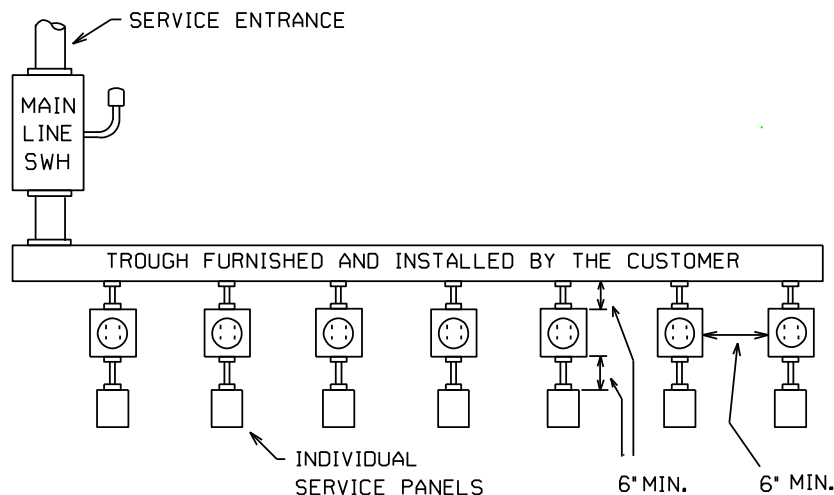 SERVICE ENTRANCE
MAIN
LINE
SWH
TROUGH FURNISHED AND INSTALLED BY THE CUSTOMER
INDIVIDUAL
SERVICE PANELS
6" MIN.
6" MIN.